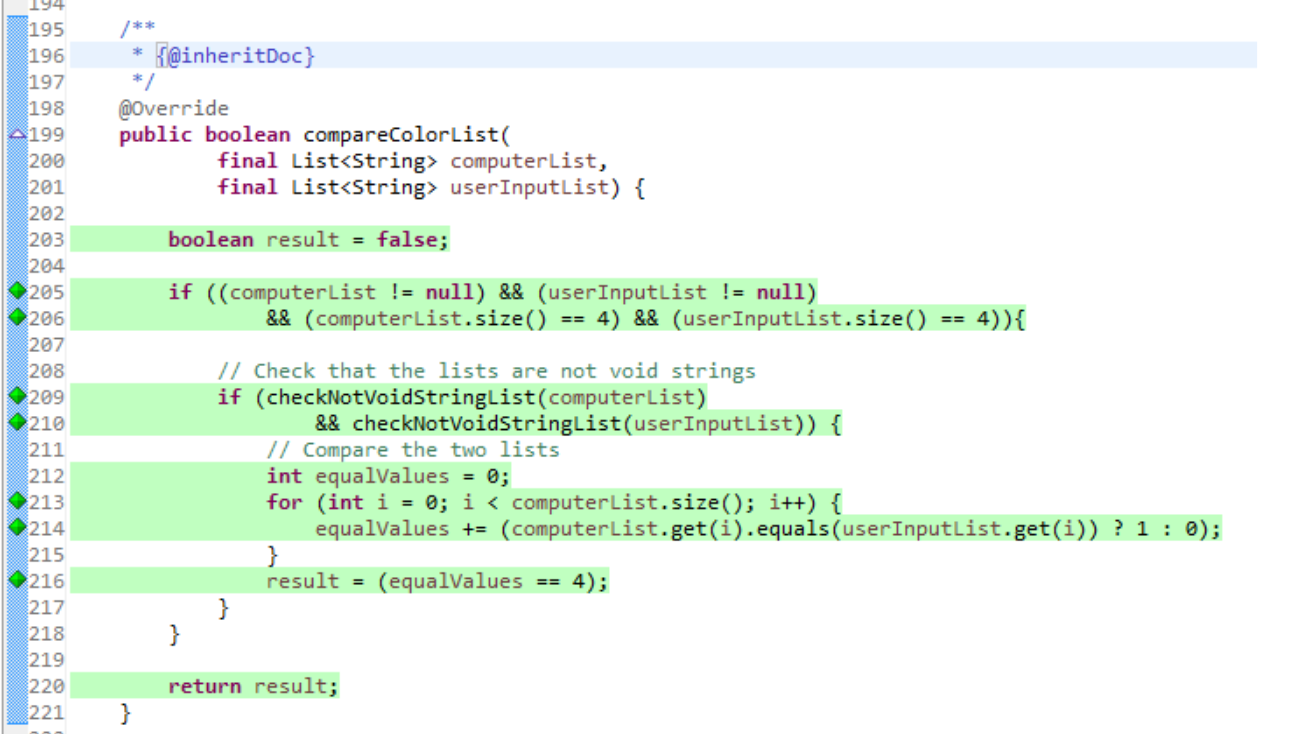 194
195 /**
196 * {@inheritDoc}
197 */
198 @Override
199 public boolean compareColorList(
200 final List<String> computerList,
201 final List<String> userInputList) {
202
203 boolean result = false;
204
205 if ((computerList != null) && (userInputList != null)
206 && (computerList.size() == 4) && (userInputList.size() == 4)){
207
208 // Check that the lists are not void strings
209 if (checkNotVoidStringList(computerList)
210 && checkNotVoidStringList(userInputList)) {
211 // Compare the two lists
212 int equalValues = 0;
213 for (int i = 0; i < computerList.size(); i++) {
214 equalValues += (computerList.get(i).equals(userInputList.get(i)) ? 1 : 0);
215 }
216 result = (equalValues == 4);
217 }
218 }
219
220 return result;
221 }